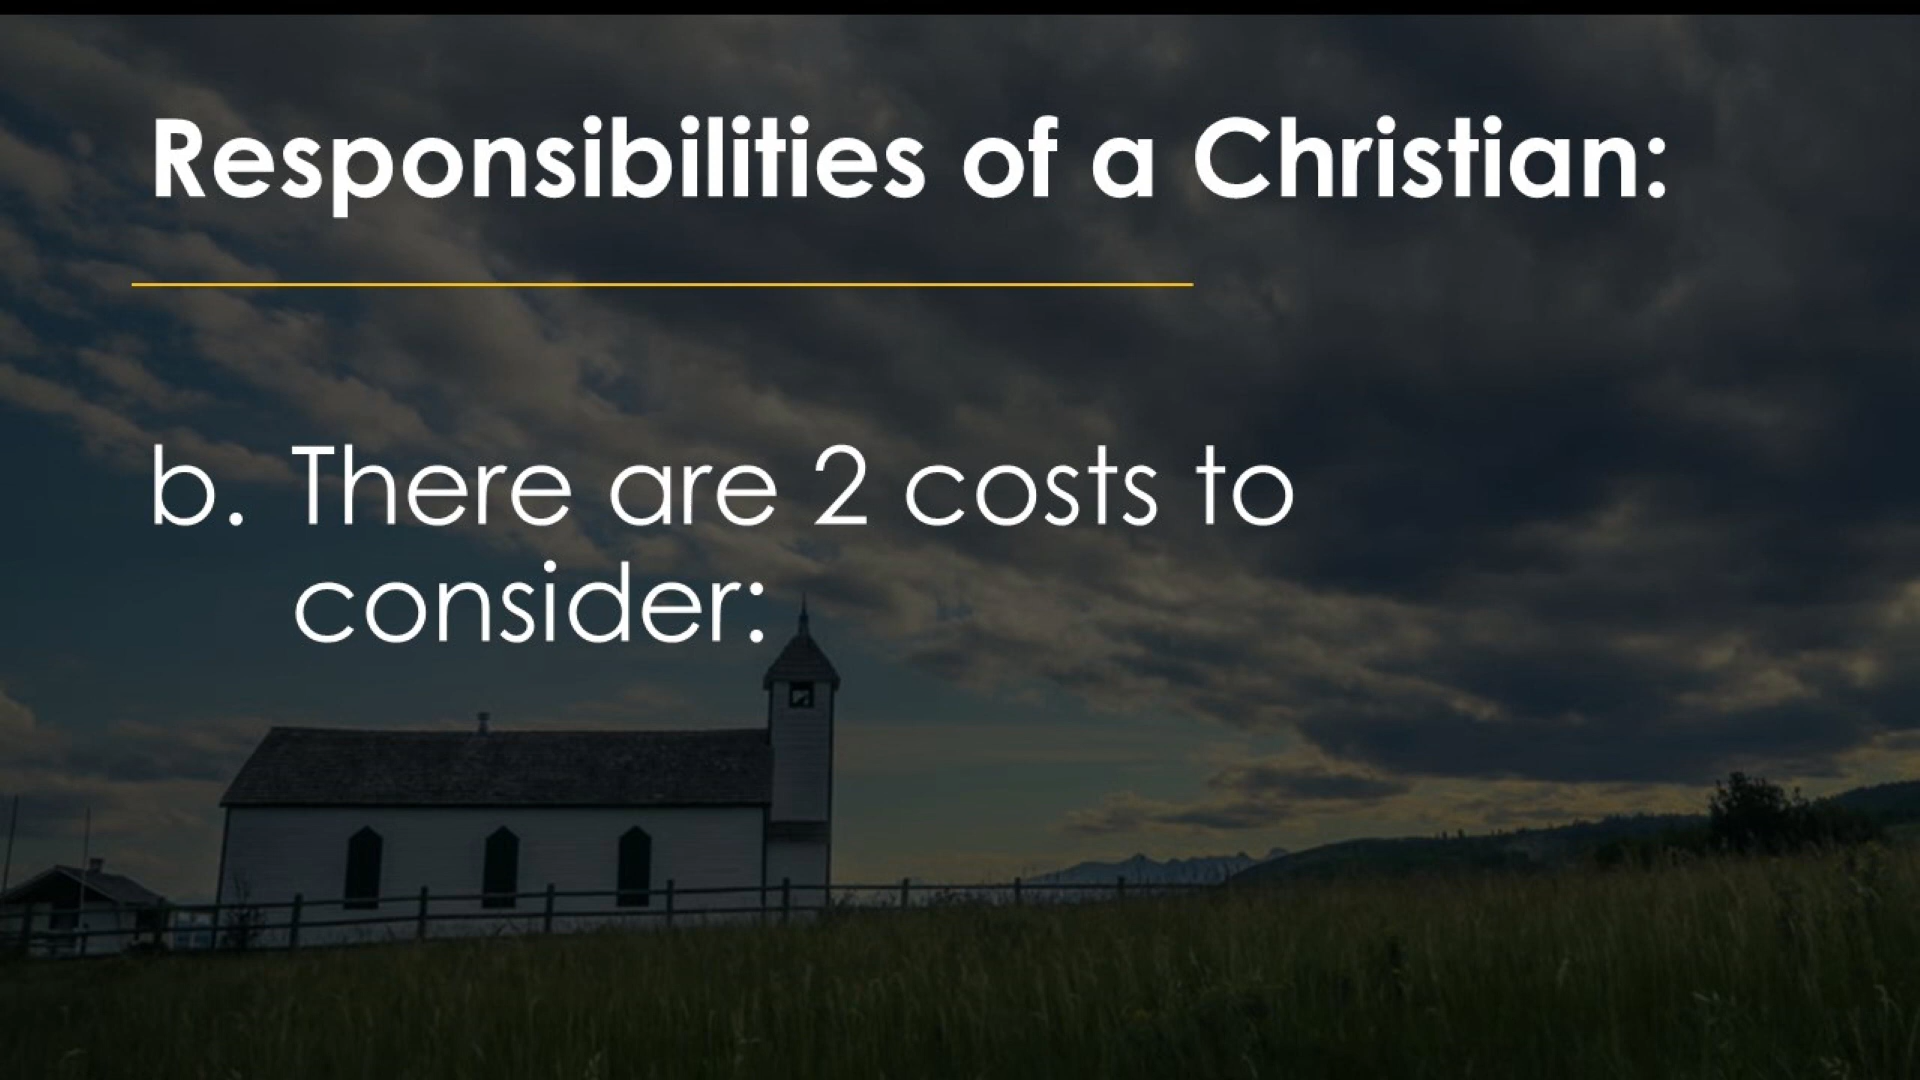 Responsibilities of a Christian:
b. There are 2 costs to
consider: